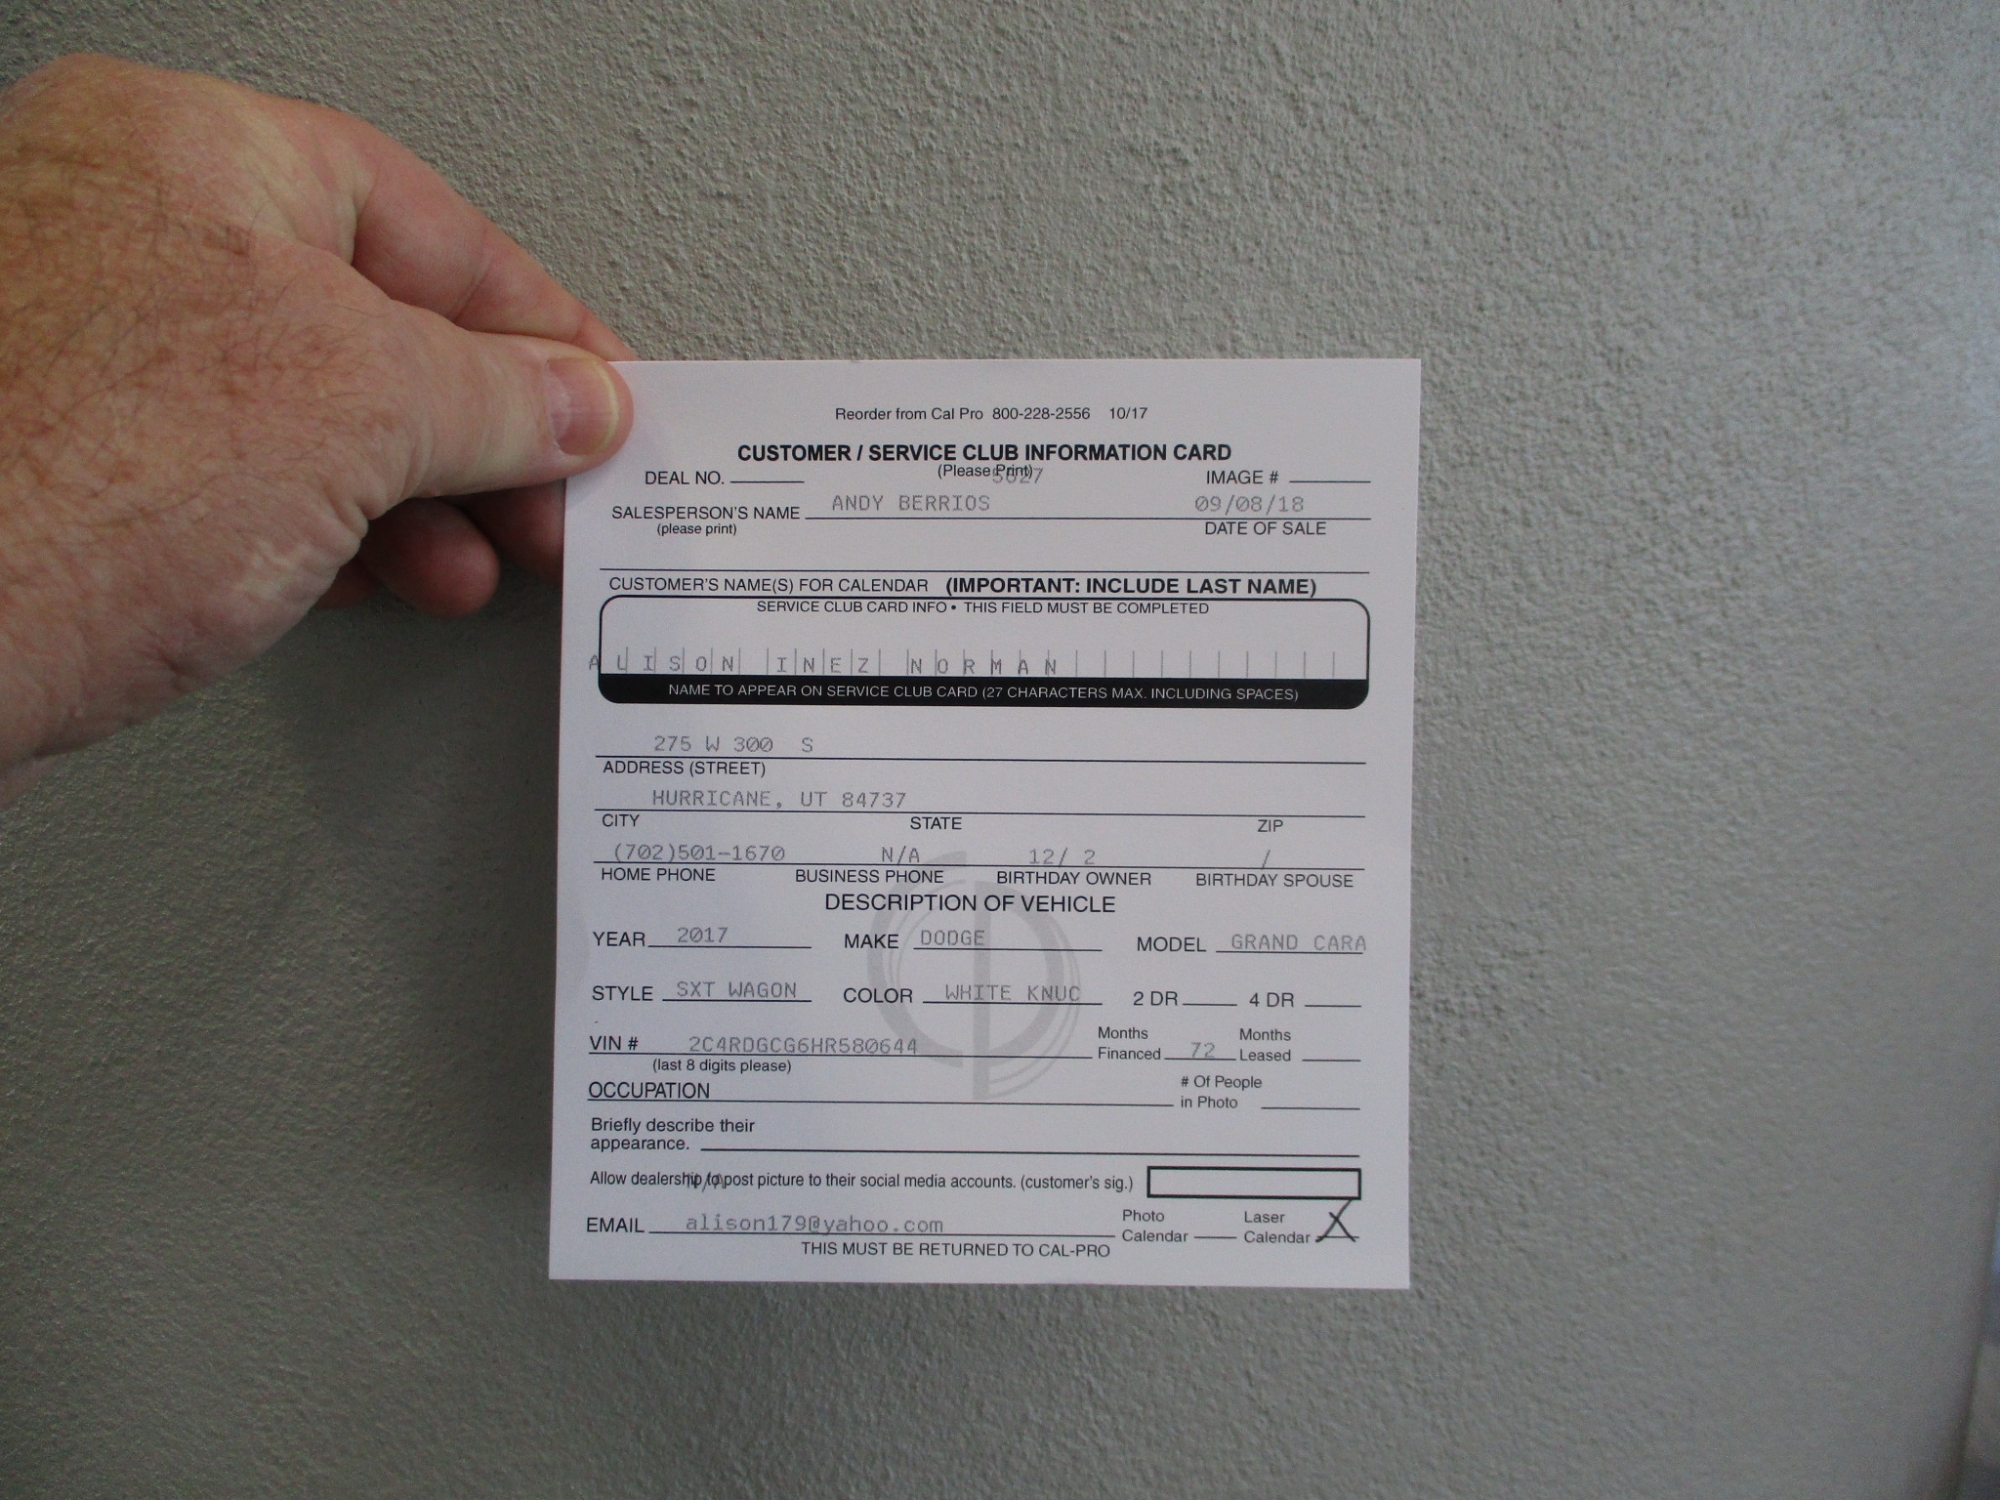 Reorder from Cal Pro 800-228-2556 10/17
CUSTOMER / SERVICE CLUB INFORMATION CARD
(Please Print)
DEAL NO. 5627 IMAGE #
SALESPERSON'S NAME ANDY BERRIOS 09/08/18
(please print) DATE OF SALE
CUSTOMER'S NAME(S) FOR CALENDAR (IMPORTANT: INCLUDE LAST NAME)
SERVICE CLUB CARD INFO • THIS FIELD MUST BE COMPLETED
ALISON INEZ NORMAN
NAME TO APPEAR ON SERVICE CLUB CARD (27 CHARACTERS MAX. INCLUDING SPACES)
275 W 300 S
ADDRESS (STREET)
HURRICANE, UT 84737
CITY STATE ZIP
(702)501-1670 N/A 12/ 2 /
HOME PHONE BUSINESS PHONE BIRTHDAY OWNER BIRTHDAY SPOUSE
DESCRIPTION OF VEHICLE
YEAR 2017 MAKE DODGE MODEL GRAND CARA
STYLE SXT WAGON COLOR WHITE KNUC 2 DR 4 DR
VIN # 2C4RDGCG6HR580644 Months Financed 72 Months Leased
(last 8 digits please)
OCCUPATION # Of People in Photo
Briefly describe their
appearance.
Allow dealership to post picture to their social media accounts. (customer's sig.)
N/A
EMAIL alison179@yahoo.com Photo Calendar Laser Calendar X
THIS MUST BE RETURNED TO CAL-PRO